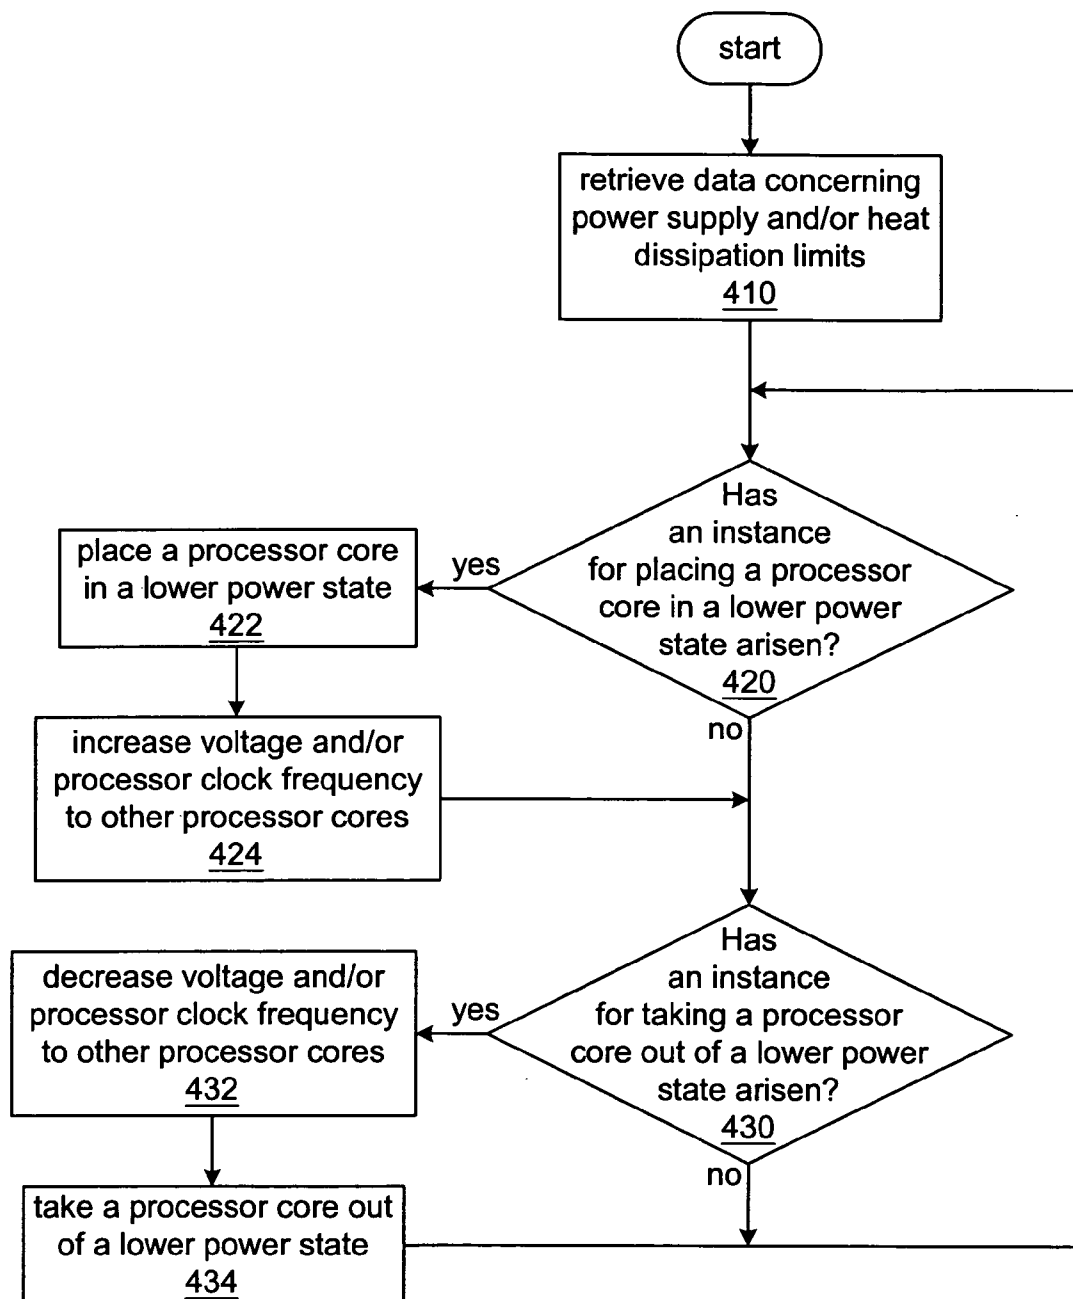 start
retrieve data concerning
power supply and/or heat
dissipation limits
410
Has
an instance
for placing a processor
core in a lower power
state arisen?
420
yes
no
place a processor core
in a lower power state
422
increase voltage and/or
processor clock frequency
to other processor cores
424
Has
an instance
for taking a processor
core out of a lower power
state arisen?
430
yes
no
decrease voltage and/or
processor clock frequency
to other processor cores
432
take a processor core out
of a lower power state
434